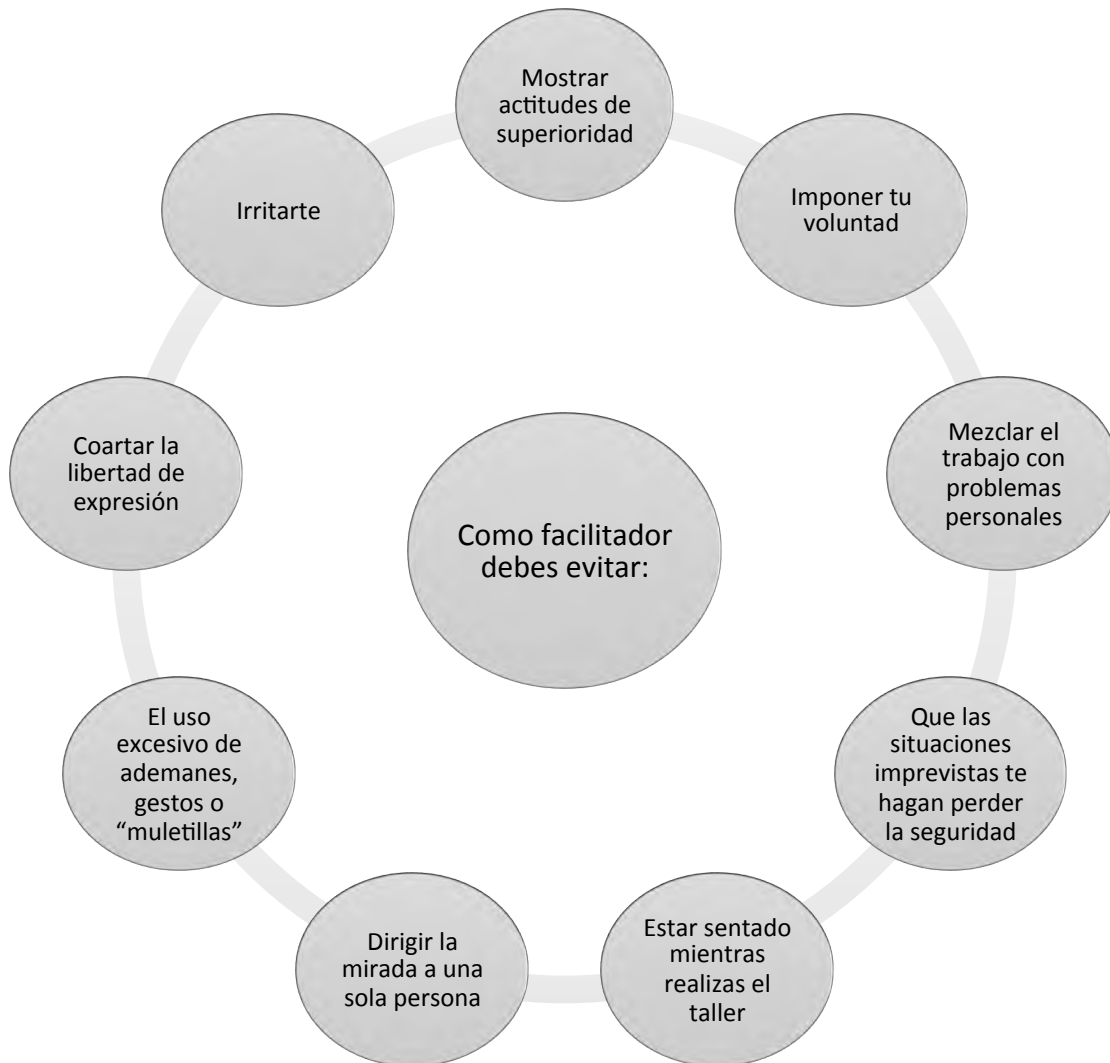 Mostrar
actitudes de
superioridad
Imponer tu
voluntad
Mezclar el
trabajo con
problemas
personales
Que las
situaciones
imprevistas te
hagan perder
la seguridad
Estar sentado
mientras
realizas el
taller
Dirigir la
mirada a una
sola persona
El uso
excesivo de
ademanes,
gestos o
“muletillas”
Coartar la
libertad de
expresión
Irritarte
Como facilitador
debes evitar: